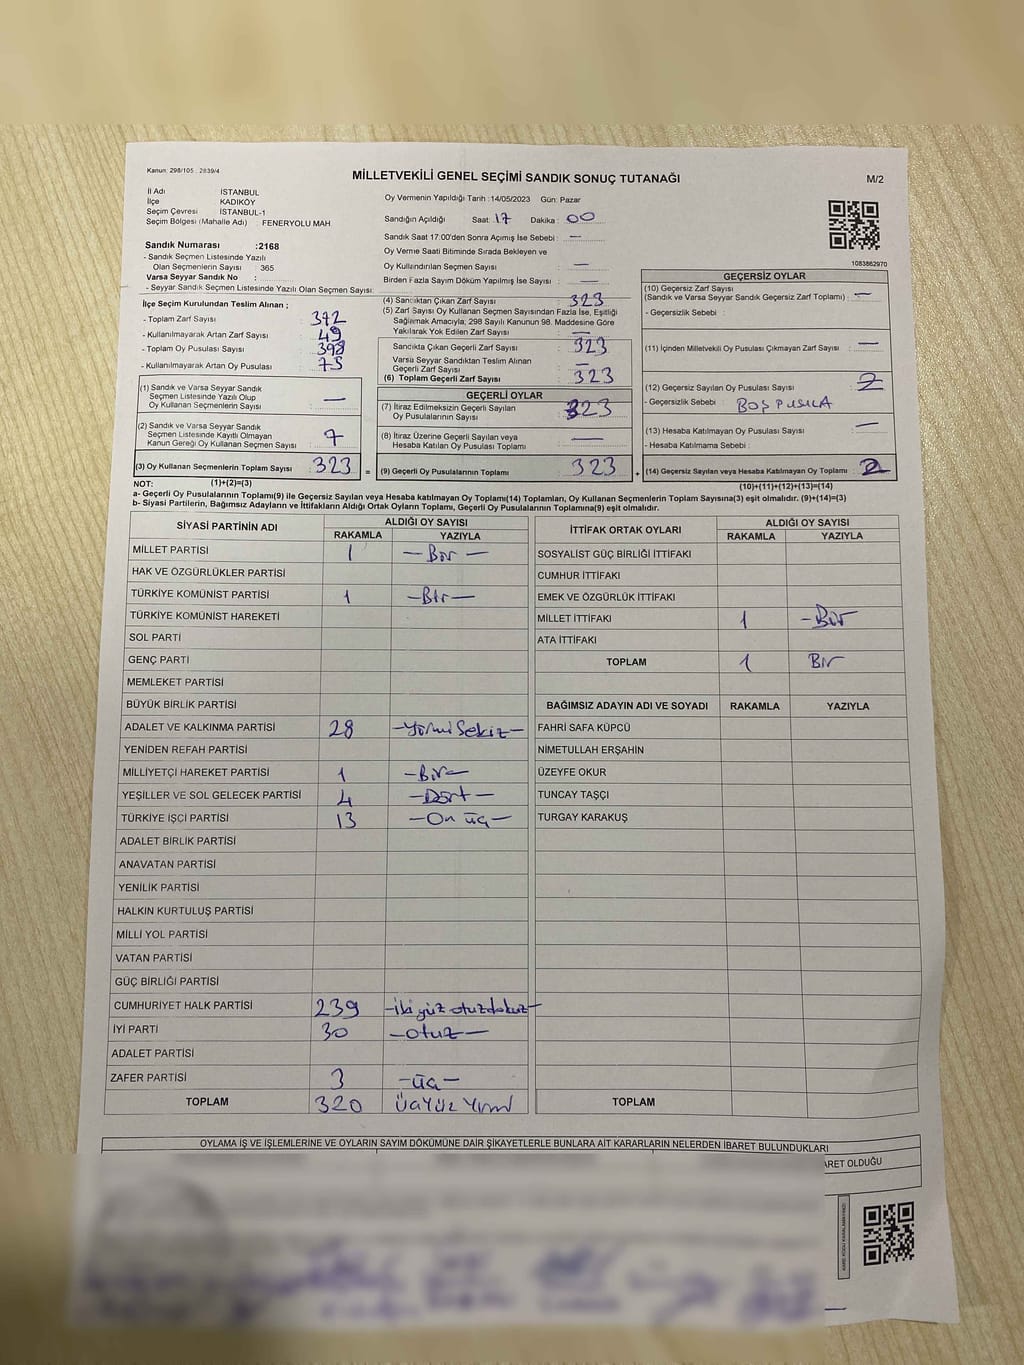 Kanun: 298/105 : 2839/4
MİLLETVEKİLİ GENEL SEÇİMİ SANDIK SONUÇ TUTANAĞI
M/2
İl Adı İSTANBUL
İlçe KADIKÖY
Seçim Çevresi İSTANBUL-1
Seçim Bölgesi (Mahalle Adı) : FENERYOLU MAH
Sandık Numarası :2168
- Sandık Seçmen Listesinde Yazılı
Olan Seçmenlerin Sayısı : 365
Varsa Seyyar Sandık No :
- Seyyar Seçmen Listesinde Yazılı Olan Seçmen Sayısı:
Oy Vermenin Yapıldığı Tarih :14/05/2023 Gün: Pazar
Sandığın Açıldığı Saat: 17 Dakika : 00
Sandık Saat 17:00'den Sonra Açımış İse Sebebi : —
Oy Verme Saati Bitiminde Sırada Bekleyen ve
Oy Kullandırılan Seçmen Sayısı : —
Birden Fazla Sayım Döküm Yapılmış İse Sayısı : —
1083862970
İlçe Seçim Kurulundan Teslim Alınan ;
- Toplam Zarf Sayısı : 372
- Kullanılmayarak Artan Zarf Sayısı : 49
- Toplam Oy Pusulası Sayısı : 398
- Kullanılmayarak Artan Oy Pusulası : 75
(4) Sandıktan Çıkan Zarf Sayısı : 323
(5) Zarf Sayısı Oy Kullanan Seçmen Sayısından Fazla İse, Eşitliği
Sağlamak Amacıyla, 298 Sayılı Kanunun 98. Maddesine Göre
Yakılarak Yok Edilen Zarf Sayısı : —
Sandıkta Çıkan Geçerli Zarf Sayısı : 323
Varsa Seyyar Sandıktan Teslim Alınan
Geçerli Zarf Sayısı : —
(6) Toplam Geçerli Zarf Sayısı : 323
GEÇERSİZ OYLAR
(10) Geçersiz Zarf Sayısı
(Sandık ve Varsa Seyyar Sandık Geçersiz Zarf Toplamı) : —
- Geçersizlik Sebebi :
(11) İçinden Milletvekili Oy Pusulası Çıkmayan Zarf Sayısı : —
(12) Geçersiz Sayılan Oy Pusulası Sayısı : 2
- Geçersizlik Sebebi : BOŞ PUSULA
(13) Hesaba Katılmayan Oy Pusulası Sayısı : —
- Hesaba Katılmama Sebebi :
(14) Geçersiz Sayılan veya Hesaba Katılmayan Oy Toplamı : 2
(10)+(11)+(12)+(13)=(14)
(1) Sandık ve Varsa Seyyar Sandık
Seçmen Listesinde Yazılı Olup
Oy Kullanan Seçmenlerin Sayısı : —
(2) Sandık ve Varsa Seyyar Sandık
Seçmen Listesinde Kayıtlı Olmayan
Kanun Gereği Oy Kullanan Seçmen Sayısı : 7
(3) Oy Kullanan Seçmenlerin Toplam Sayısı : 323 =
GEÇERLİ OYLAR
(7) İtiraz Edilmeksizin Geçerli Sayılan
Oy Pusulalarının Sayısı : 323
(8) İtiraz Üzerine Geçerli Sayılan veya
Hesaba Katılan Oy Pusulası Toplamı : —
(9) Geçerli Oy Pusulalarının Toplamı : 323 +
NOT: (1)+(2)=(3)
a- Geçerli Oy Pusulasının Toplamı(9) ile Geçersiz Sayılan veya Hesaba katılmayan Oy Toplamı(14) Toplamları, Oy Kullanan Seçmenlerin Toplam Sayısına(3) eşit olmalıdır. (9)+(14)=(3)
b- Siyasi Partilerin, Bağımsız Adayların ve İttifakların Aldığı Ortak Oyların Toplamı, Geçerli Oy Pusulalarının Toplamına(9) eşit olmalıdır.
SİYASİ PARTİNİN ADI ALDIĞI OY SAYISI
RAKAMLA YAZIYLA
MİLLET PARTİSİ 1 —Bir—
HAK VE ÖZGÜRLÜKLER PARTİSİ
TÜRKİYE KOMÜNİST PARTİSİ 1 —Bir—
TÜRKİYE KOMÜNİST HAREKETİ
SOL PARTİ
GENÇ PARTİ
MEMLEKET PARTİSİ
BÜYÜK BİRLİK PARTİSİ
ADALET VE KALKINMA PARTİSİ 28 —Yirmi Sekiz—
YENİDEN REFAH PARTİSİ
MİLLİYETÇİ HAREKET PARTİSİ 1 —Bir—
YEŞİLLER VE SOL GELECEK PARTİSİ 4 —Dört—
TÜRKİYE İŞÇİ PARTİSİ 13 —On üç—
ADALET BİRLİK PARTİSİ
ANAVATAN PARTİSİ
YENİLİK PARTİSİ
HALKIN KURTULUŞ PARTİSİ
MİLLİ YOL PARTİSİ
VATAN PARTİSİ
GÜÇ BİRLİĞİ PARTİSİ
CUMHURİYET HALK PARTİSİ 239 —iki yüz otuz dokuz—
İYİ PARTİ 30 —otuz—
ADALET PARTİSİ
ZAFER PARTİSİ 3 —üç—
TOPLAM 320 üçyüz Yirmi
İTTİFAK ORTAK OYLARI ALDIĞI OY SAYISI
RAKAMLA YAZIYLA
SOSYALİST GÜÇ BİRLİĞİ İTTİFAKI
CUMHUR İTTİFAKI
EMEK VE ÖZGÜRLÜK İTTİFAKI
MİLLET İTTİFAKI 1 —Bir
ATA İTTİFAKI
TOPLAM 1 Bir
BAĞIMSIZ ADAYIN ADI VE SOYADI RAKAMLA YAZIYLA
FAHRİ SAFA KÜPCÜ
NİMETULLAH ERŞAHİN
ÜZEYFE OKUR
TUNCAY TAŞÇI
TURGAY KARAKUŞ
TOPLAM
OYLAMA İŞ VE İŞLEMLERİNE VE OYLARIN SAYIM DÖKÜMÜNE DAİR ŞİKAYETLERLE BUNLARA AİT KARARLARIN NELERDEN İBARET BULUNDUKLARI
ARET OLDUĞU